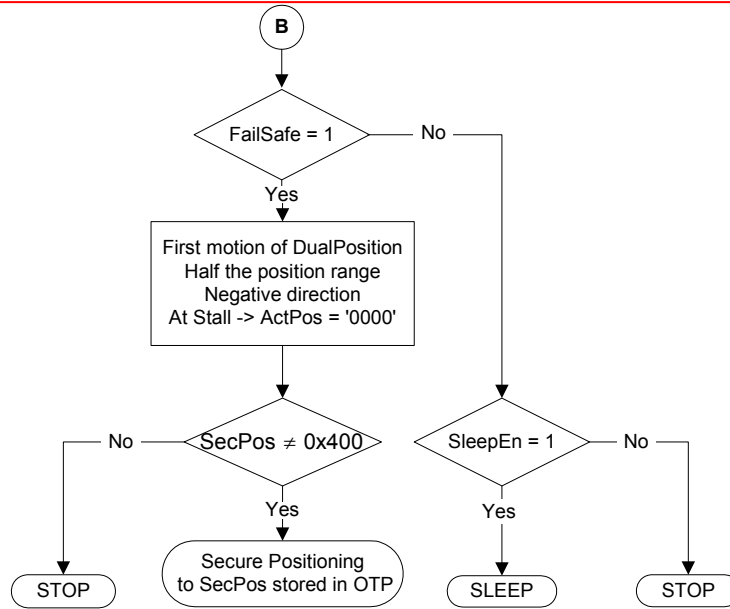 B
FailSafe = 1
No
Yes
First motion of DualPosition
Half the position range
Negative direction
At Stall -> ActPos = '0000'
No
SecPos ≠ 0x400
SleepEn = 1
No
Yes
Yes
Secure Positioning
to SecPos stored in OTP
STOP
SLEEP
STOP